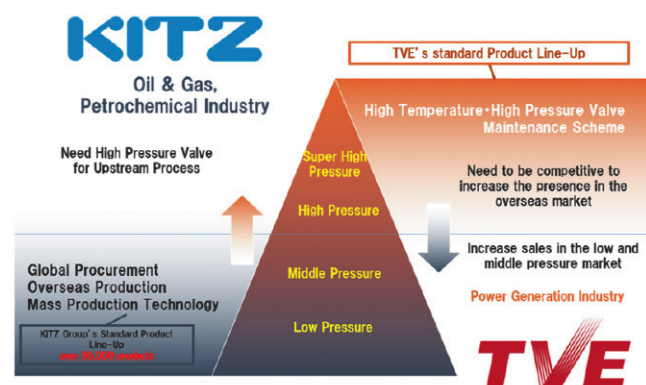 KITZ
Oil & Gas,
Petrochemical Industry
Need High Pressure Valve
for Upstream Process
Global Procurement
Overseas Production
Mass Production Technology
KITZ Group's Standard Product
Line-Up
Super High
Pressure
High Pressure
Middle Pressure
Low Pressure
TVE's standard Product Line-Up
High Temperature・High Pressure Valve
Maintenance Scheme
Need to be competitive to
increase the presence in the
overseas market
Increase sales in the low and
middle pressure market
Power Generation Industry
TVE